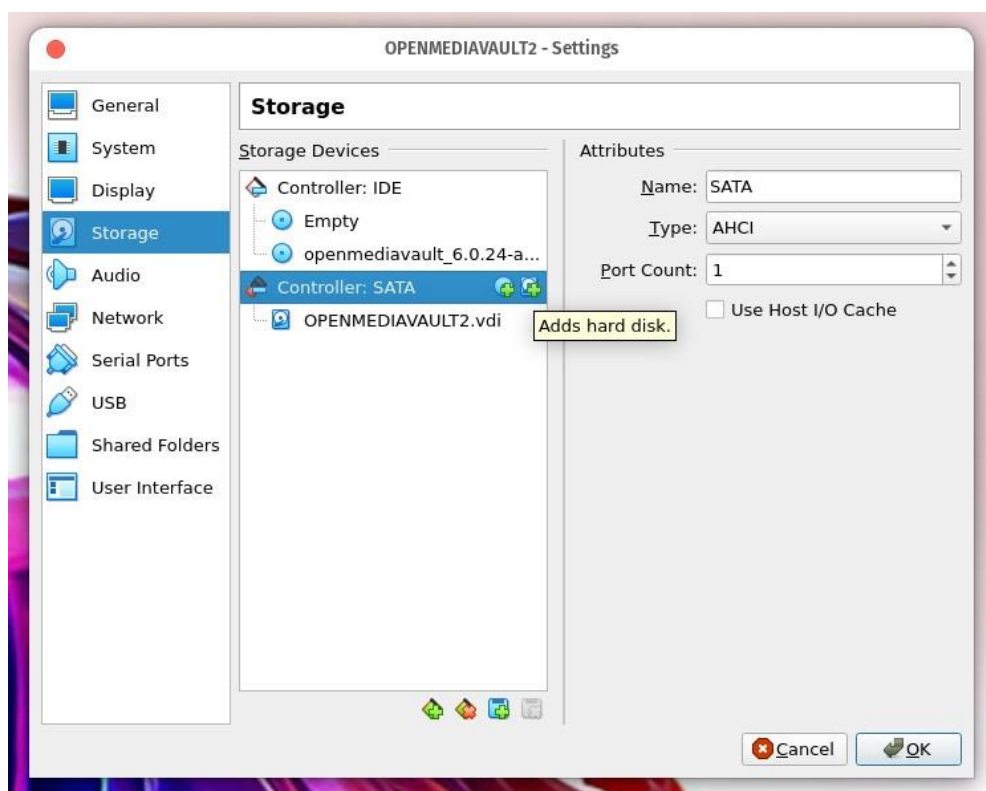 OPENMEDIAVAULT2 - Settings
General
System
Display
Storage
Audio
Network
Serial Ports
USB
Shared Folders
User Interface
Storage
Storage Devices
Controller: IDE
Empty
openmediavault_6.0.24-a...
Controller: SATA
OPENMEDIAVAULT2.vdi
Adds hard disk.
Attributes
Name: SATA
Type: AHCI
Port Count: 1
Use Host I/O Cache
Cancel
OK